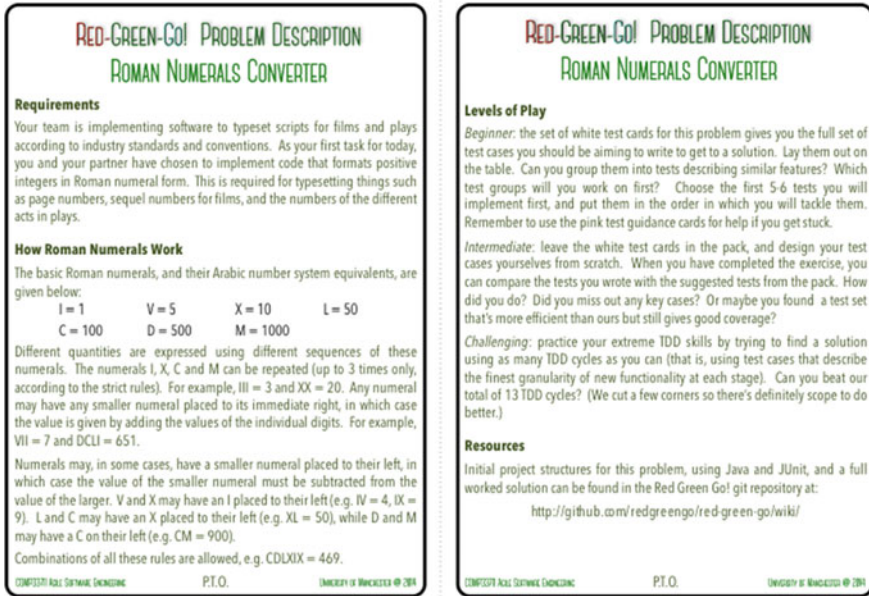 RED-GREEN-GO! PROBLEM DESCRIPTION
ROMAN NUMERALS CONVERTER
Requirements
Your team is implementing software to typeset scripts for films and plays
according to industry standards and conventions. As your first task for today,
you and your partner have chosen to implement code that formats positive
integers in Roman numeral form. This is required for typesetting things such
as page numbers, sequel numbers for films, and the numbers of the different
acts in plays.
How Roman Numerals Work
The basic Roman numerals, and their Arabic number system equivalents, are
given below:
I = 1 V = 5 X = 10 L = 50
C = 100 D = 500 M = 1000
Different quantities are expressed using different sequences of these
numerals. The numerals I, X, C and M can be repeated (up to 3 times only,
according to the strict rules). For example, III = 3 and XX = 20. Any numeral
may have any smaller numeral placed to its immediate right, in which case
the value is given by adding the values of the individual digits. For example,
VII = 7 and DCLI = 651.
Numerals may, in some cases, have a smaller numeral placed to their left, in
which case the value of the smaller numeral must be subtracted from the
value of the larger. V and X may have an I placed to their left (e.g. IV = 4, IX =
9). L and C may have an X placed to their left (e.g. XL = 50), while D and M
may have a C on their left (e.g. CM = 900).
Combinations of all these rules are allowed, e.g. CDLXIX = 469.
COMP33711 AGILE SOFTWARE ENGINEERING P.T.O. UNIVERSITY OF MANCHESTER @ 2014
RED-GREEN-GO! PROBLEM DESCRIPTION
ROMAN NUMERALS CONVERTER
Levels of Play
Beginner: the set of white test cards for this problem gives you the full set of
test cases you should be aiming to write to get to a solution. Lay them out on
the table. Can you group them into tests describing similar features? Which
test groups will you work on first? Choose the first 5-6 tests you will
implement first, and put them in the order in which you will tackle them.
Remember to use the pink test guidance cards for help if you get stuck.
Intermediate: leave the white test cards in the pack, and design your test
cases yourselves from scratch. When you have completed the exercise, you
can compare the tests you wrote with the suggested tests from the pack. How
did you do? Did you miss out any key cases? Or maybe you found a test set
that's more efficient than ours but still gives good coverage?
Challenging: practice your extreme TDD skills by trying to find a solution
using as many TDD cycles as you can (that is, using test cases that describe
the finest granularity of new functionality at each stage). Can you beat our
total of 13 TDD cycles? (We cut a few corners so there's definitely scope to do
better.)
Resources
Initial project structures for this problem, using Java and JUnit, and a full
worked solution can be found in the Red Green Go! git repository at:
http://github.com/redgreengo/red-green-go/wiki/
COMP33711 AGILE SOFTWARE ENGINEERING P.T.O. UNIVERSITY OF MANCHESTER @ 2014